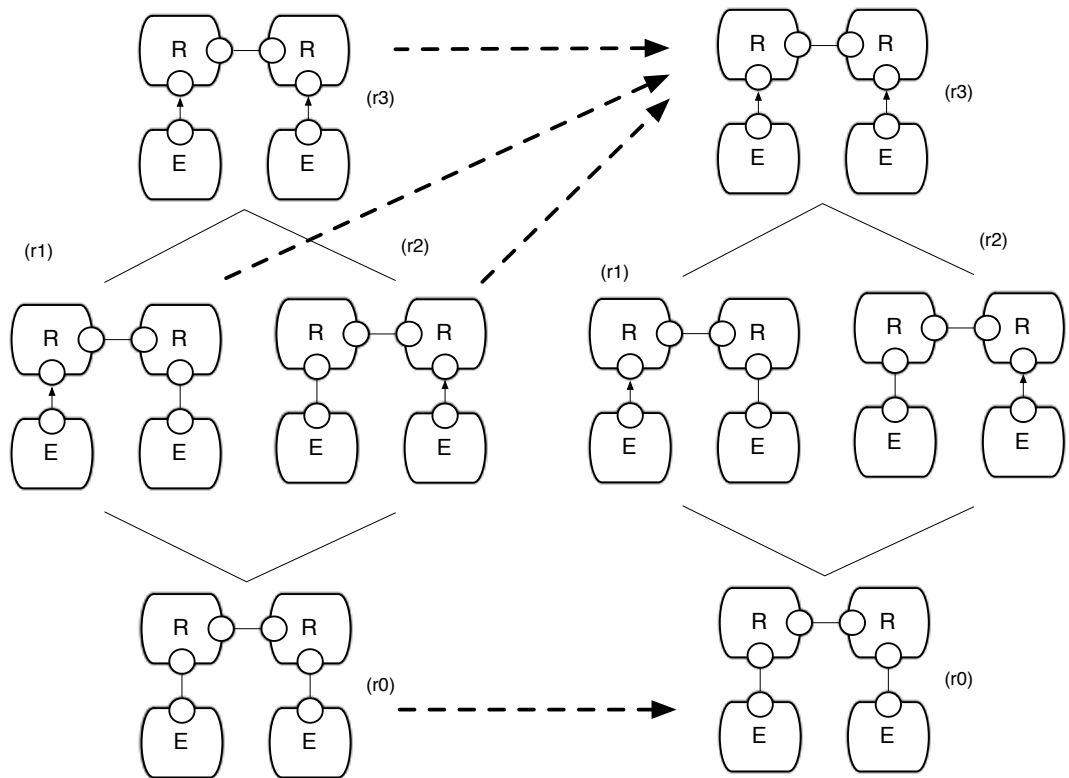 R R R R
(r3) (r3)
E E E E
(r1) (r2) (r1) (r2)
R R R R R R R R
E E E E E E E E
R R R R
(r0) (r0)
E E E E